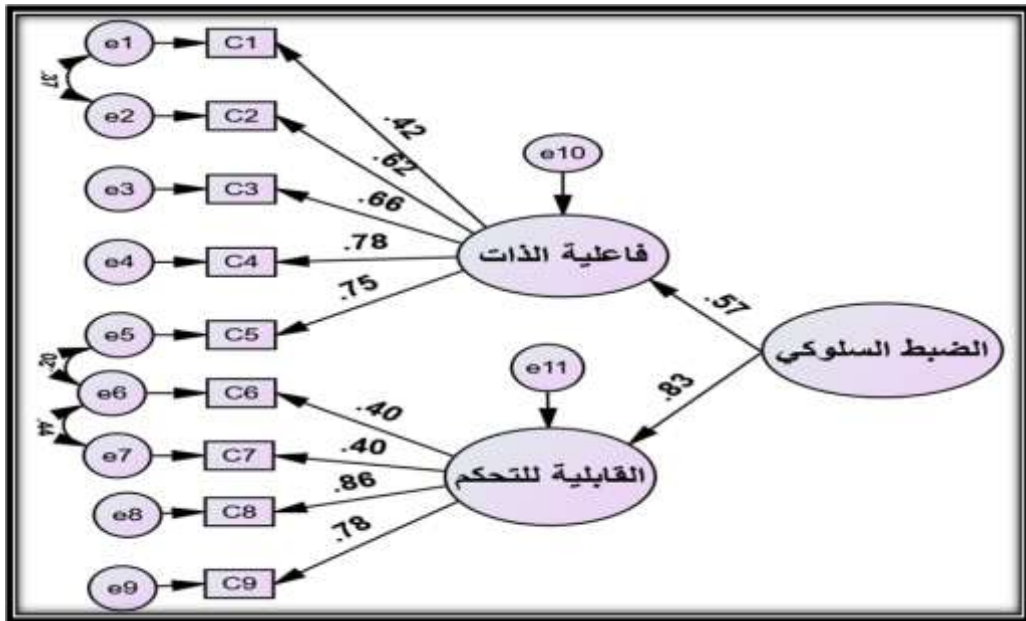 e1
C1
.37
e2
C2
.42
.62
e10
e3
C3
.66
فاعلية الذات
e4
C4
.78
.75
.57
e5
C5
الضبط السلوكي
.20
e11
.83
e6
C6
.40
.44
e7
C7
.40
القابلية للتحكم
.86
e8
C8
.78
e9
C9